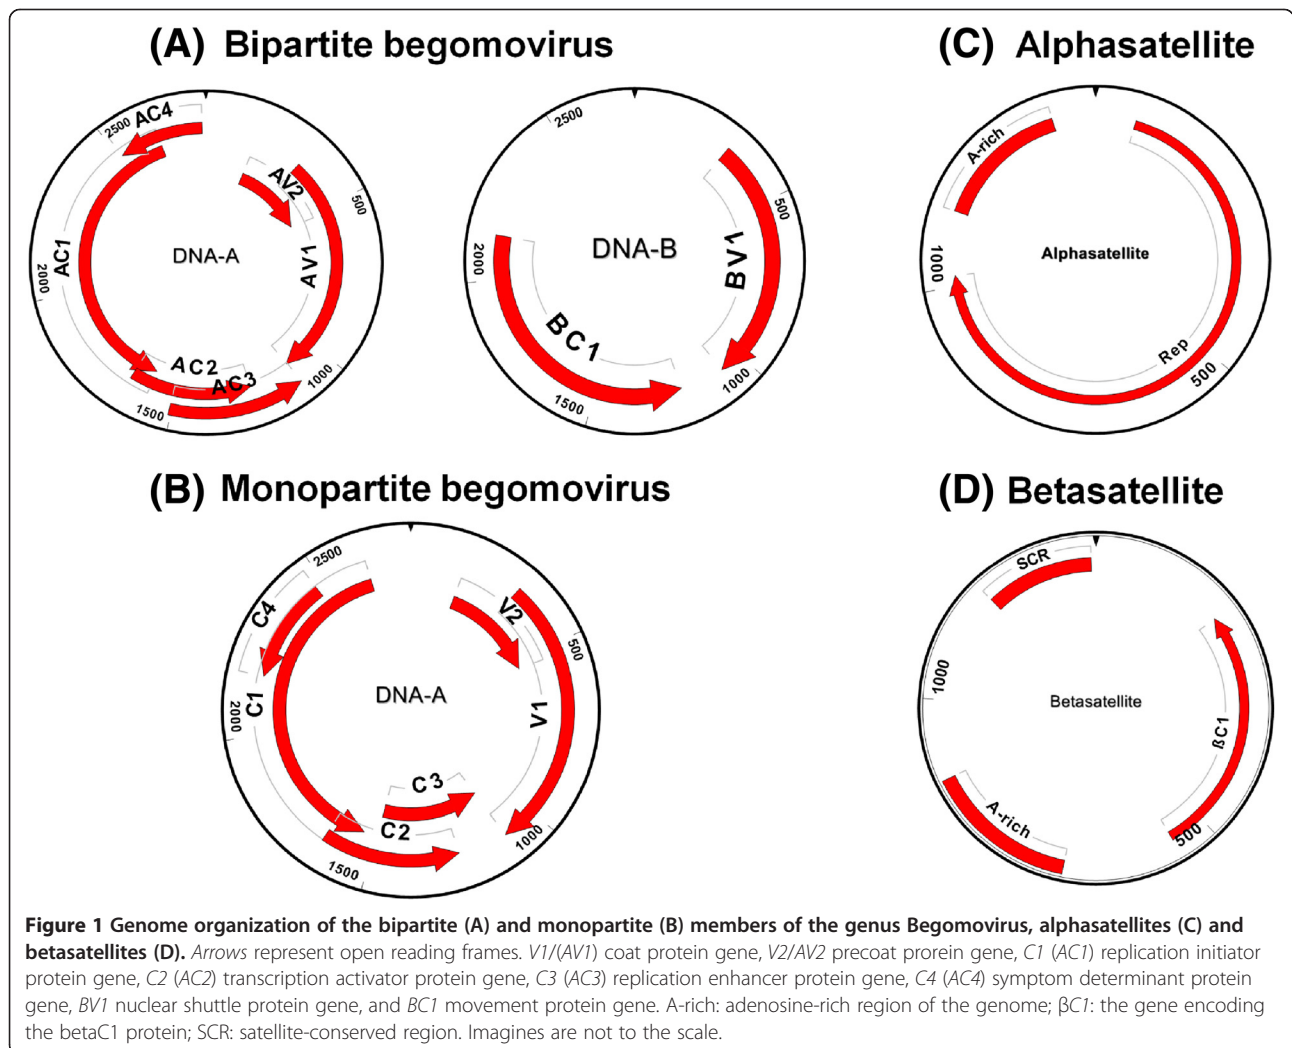 (A) Bipartite begomovirus
AC4
2500
AV2
500
AC1
DNA-A
AV1
2000
AC2
AC3
1000
1500
2500
500
DNA-B
BV1
2000
BC1
1000
1500
(C) Alphasatellite
A-rich
Alphasatellite
1000
Rep
500
(B) Monopartite begomovirus
2500
C4
V2
500
C1
DNA-A
V1
2000
C3
C2
1000
1500
(D) Betasatellite
SCR
1000
Betasatellite
ßC1
A-rich
500
Figure 1 Genome organization of the bipartite (A) and monopartite (B) members of the genus Begomovirus, alphasatellites (C) and
betasatellites (D). Arrows represent open reading frames. V1/(AV1) coat protein gene, V2/AV2 precoat prorein gene, C1 (AC1) replication initiator
protein gene, C2 (AC2) transcription activator protein gene, C3 (AC3) replication enhancer protein gene, C4 (AC4) symptom determinant protein
gene, BV1 nuclear shuttle protein gene, and BC1 movement protein gene. A-rich: adenosine-rich region of the genome; βC1: the gene encoding
the betaC1 protein; SCR: satellite-conserved region. Imagines are not to the scale.